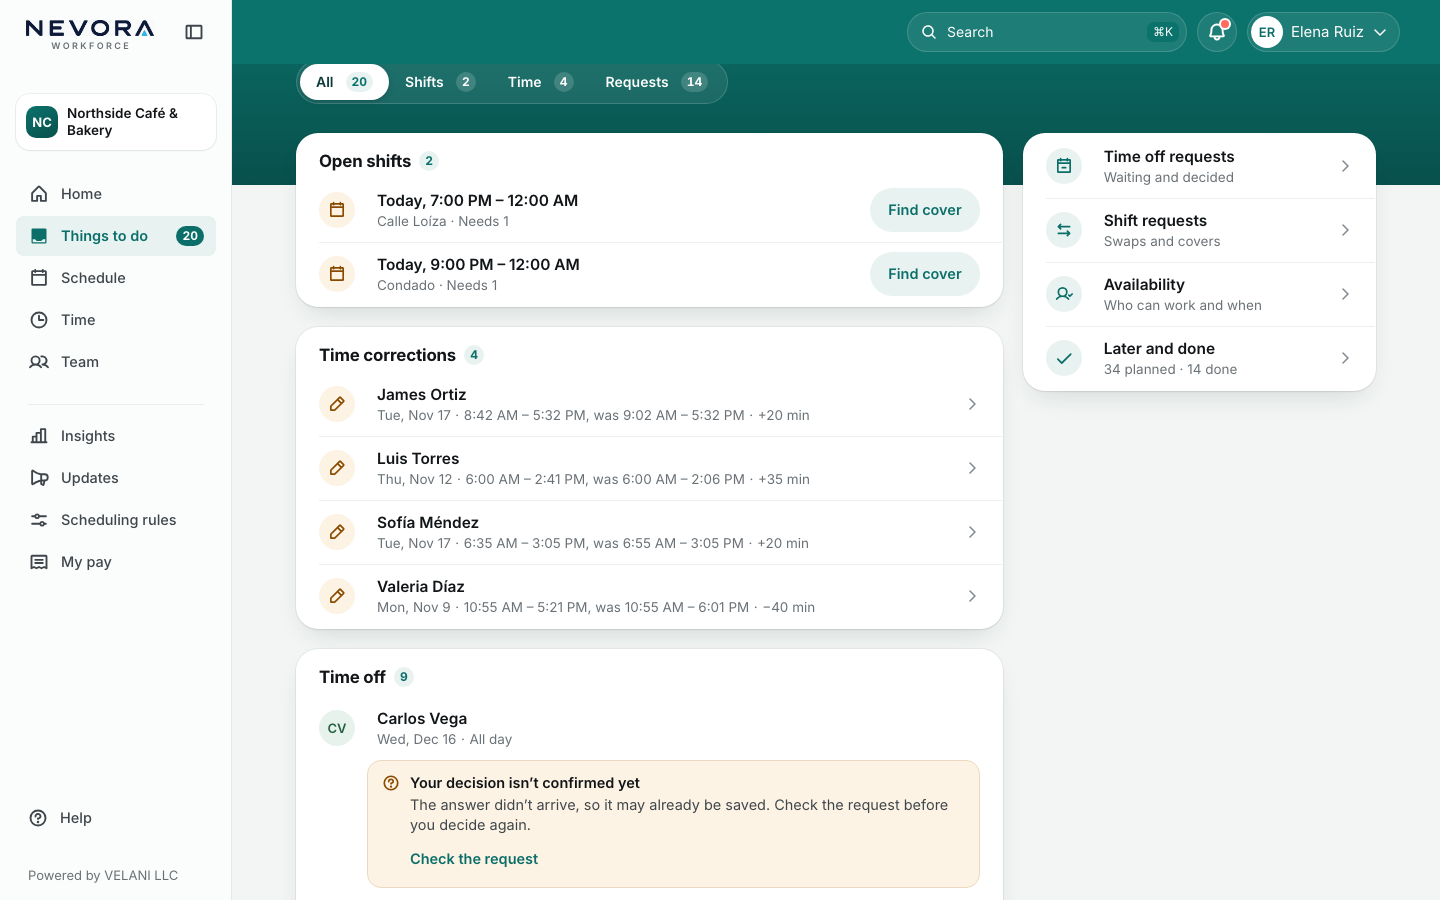 NEVORA
WORKFORCE
Search
⌘K
ER
Elena Ruiz
NC
Northside Café &
Bakery
Home
Things to do
20
Schedule
Time
Team
Insights
Updates
Scheduling rules
My pay
Help
Powered by VELANI LLC
All 20
Shifts 2
Time 4
Requests 14
Open shifts 2
Today, 7:00 PM – 12:00 AM
Calle Loíza · Needs 1
Find cover
Today, 9:00 PM – 12:00 AM
Condado · Needs 1
Find cover
Time corrections 4
James Ortiz
Tue, Nov 17 · 8:42 AM – 5:32 PM, was 9:02 AM – 5:32 PM · +20 min
Luis Torres
Thu, Nov 12 · 6:00 AM – 2:41 PM, was 6:00 AM – 2:06 PM · +35 min
Sofía Méndez
Tue, Nov 17 · 6:35 AM – 3:05 PM, was 6:55 AM – 3:05 PM · +20 min
Valeria Díaz
Mon, Nov 9 · 10:55 AM – 5:21 PM, was 10:55 AM – 6:01 PM · −40 min
Time off 9
CV
Carlos Vega
Wed, Dec 16 · All day
Your decision isn’t confirmed yet
The answer didn’t arrive, so it may already be saved. Check the request before
you decide again.
Check the request
Time off requests
Waiting and decided
Shift requests
Swaps and covers
Availability
Who can work and when
Later and done
34 planned · 14 done